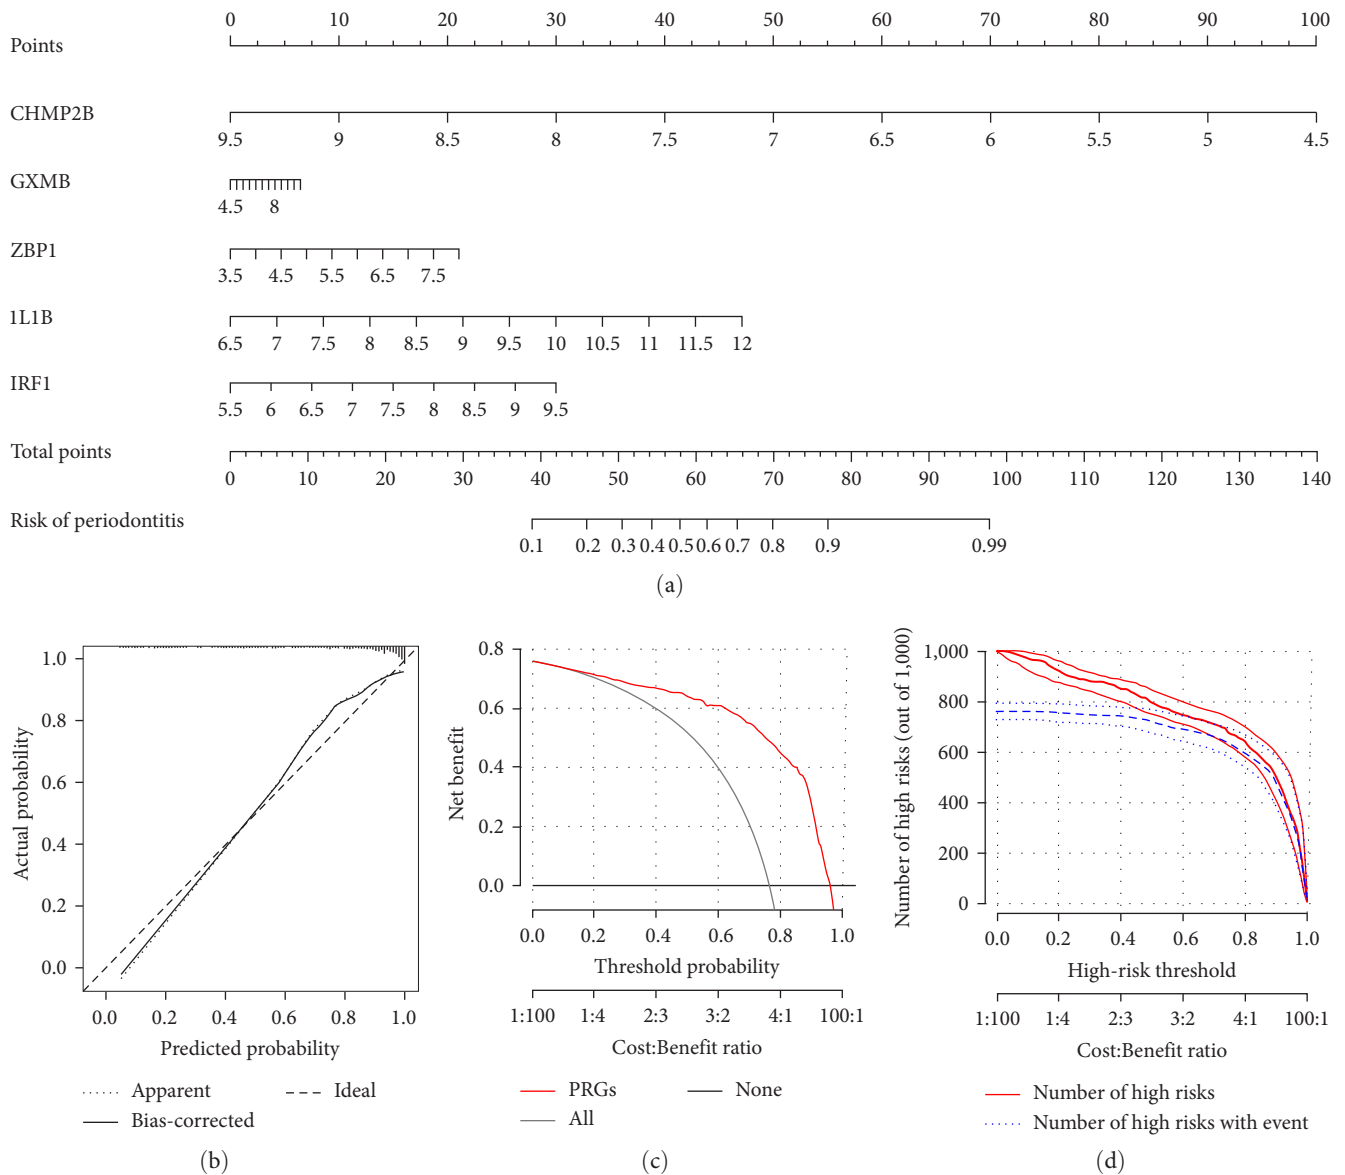 0 10 20 30 40 50 60 70 80 90 100
Points
CHMP2B
9.5 9 8.5 8 7.5 7 6.5 6 5.5 5 4.5
GXMB
4.5 8
ZBP1
3.5 4.5 5.5 6.5 7.5
1L1B
6.5 7 7.5 8 8.5 9 9.5 10 10.5 11 11.5 12
IRF1
5.5 6 6.5 7 7.5 8 8.5 9 9.5
Total points
0 10 20 30 40 50 60 70 80 90 100 110 120 130 140
Risk of periodontitis
0.1 0.2 0.3 0.4 0.5 0.6 0.7 0.8 0.9 0.99
(a)
Actual probability
1.0
0.8
0.6
0.4
0.2
0.0
0.0 0.2 0.4 0.6 0.8 1.0
Predicted probability
Apparent
Ideal
Bias-corrected
(b)
Net benefit
0.8
0.6
0.4
0.2
0.0
0.0 0.2 0.4 0.6 0.8 1.0
Threshold probability
1:100 1:4 2:3 3:2 4:1 100:1
Cost:Benefit ratio
PRGs
None
All
(c)
Number of high risks (out of 1,000)
1,000
800
600
400
200
0
0.0 0.2 0.4 0.6 0.8 1.0
High-risk threshold
1:100 1:4 2:3 3:2 4:1 100:1
Cost:Benefit ratio
Number of high risks
Number of high risks with event
(d)